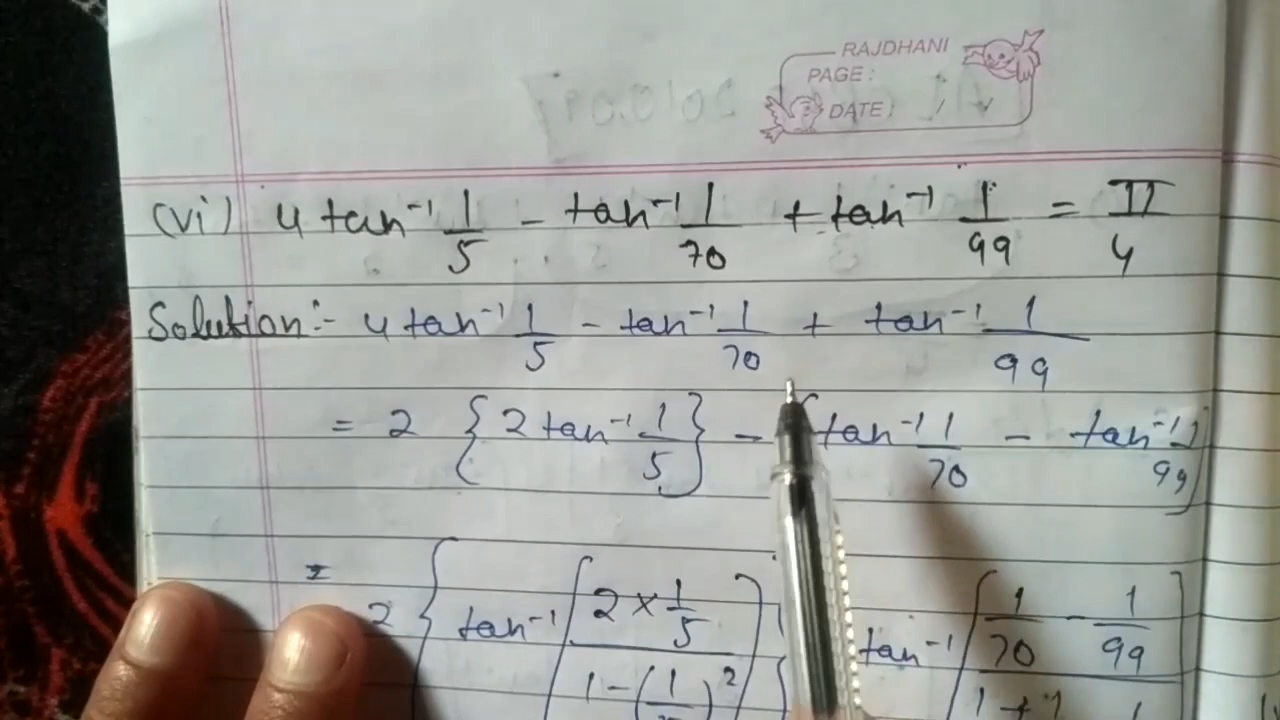 RAJDHANI
PAGE :
DATE : / /
(vi) 4 tan⁻¹ 1/5 - tan⁻¹ 1/70 + tan⁻¹ 1/99 = π/4
Solution:- 4 tan⁻¹ 1/5 - tan⁻¹ 1/70 + tan⁻¹ 1/99
= 2 { 2 tan⁻¹ 1/5 } - { tan⁻¹ 1/70 - tan⁻¹ 1/99 }
= 2 { tan⁻¹ [ 2 × 1/5
1 - ( )²
tan⁻¹ [ 1/70 - 1/99 ]
1 +